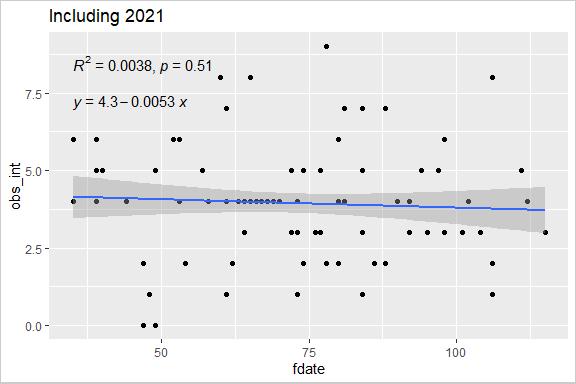 Including 2021
R² = 0.0038, p = 0.51
y = 4.3 – 0.0053 x
7.5
5.0
2.5
0.0
obs_int
50
75
100
fdate